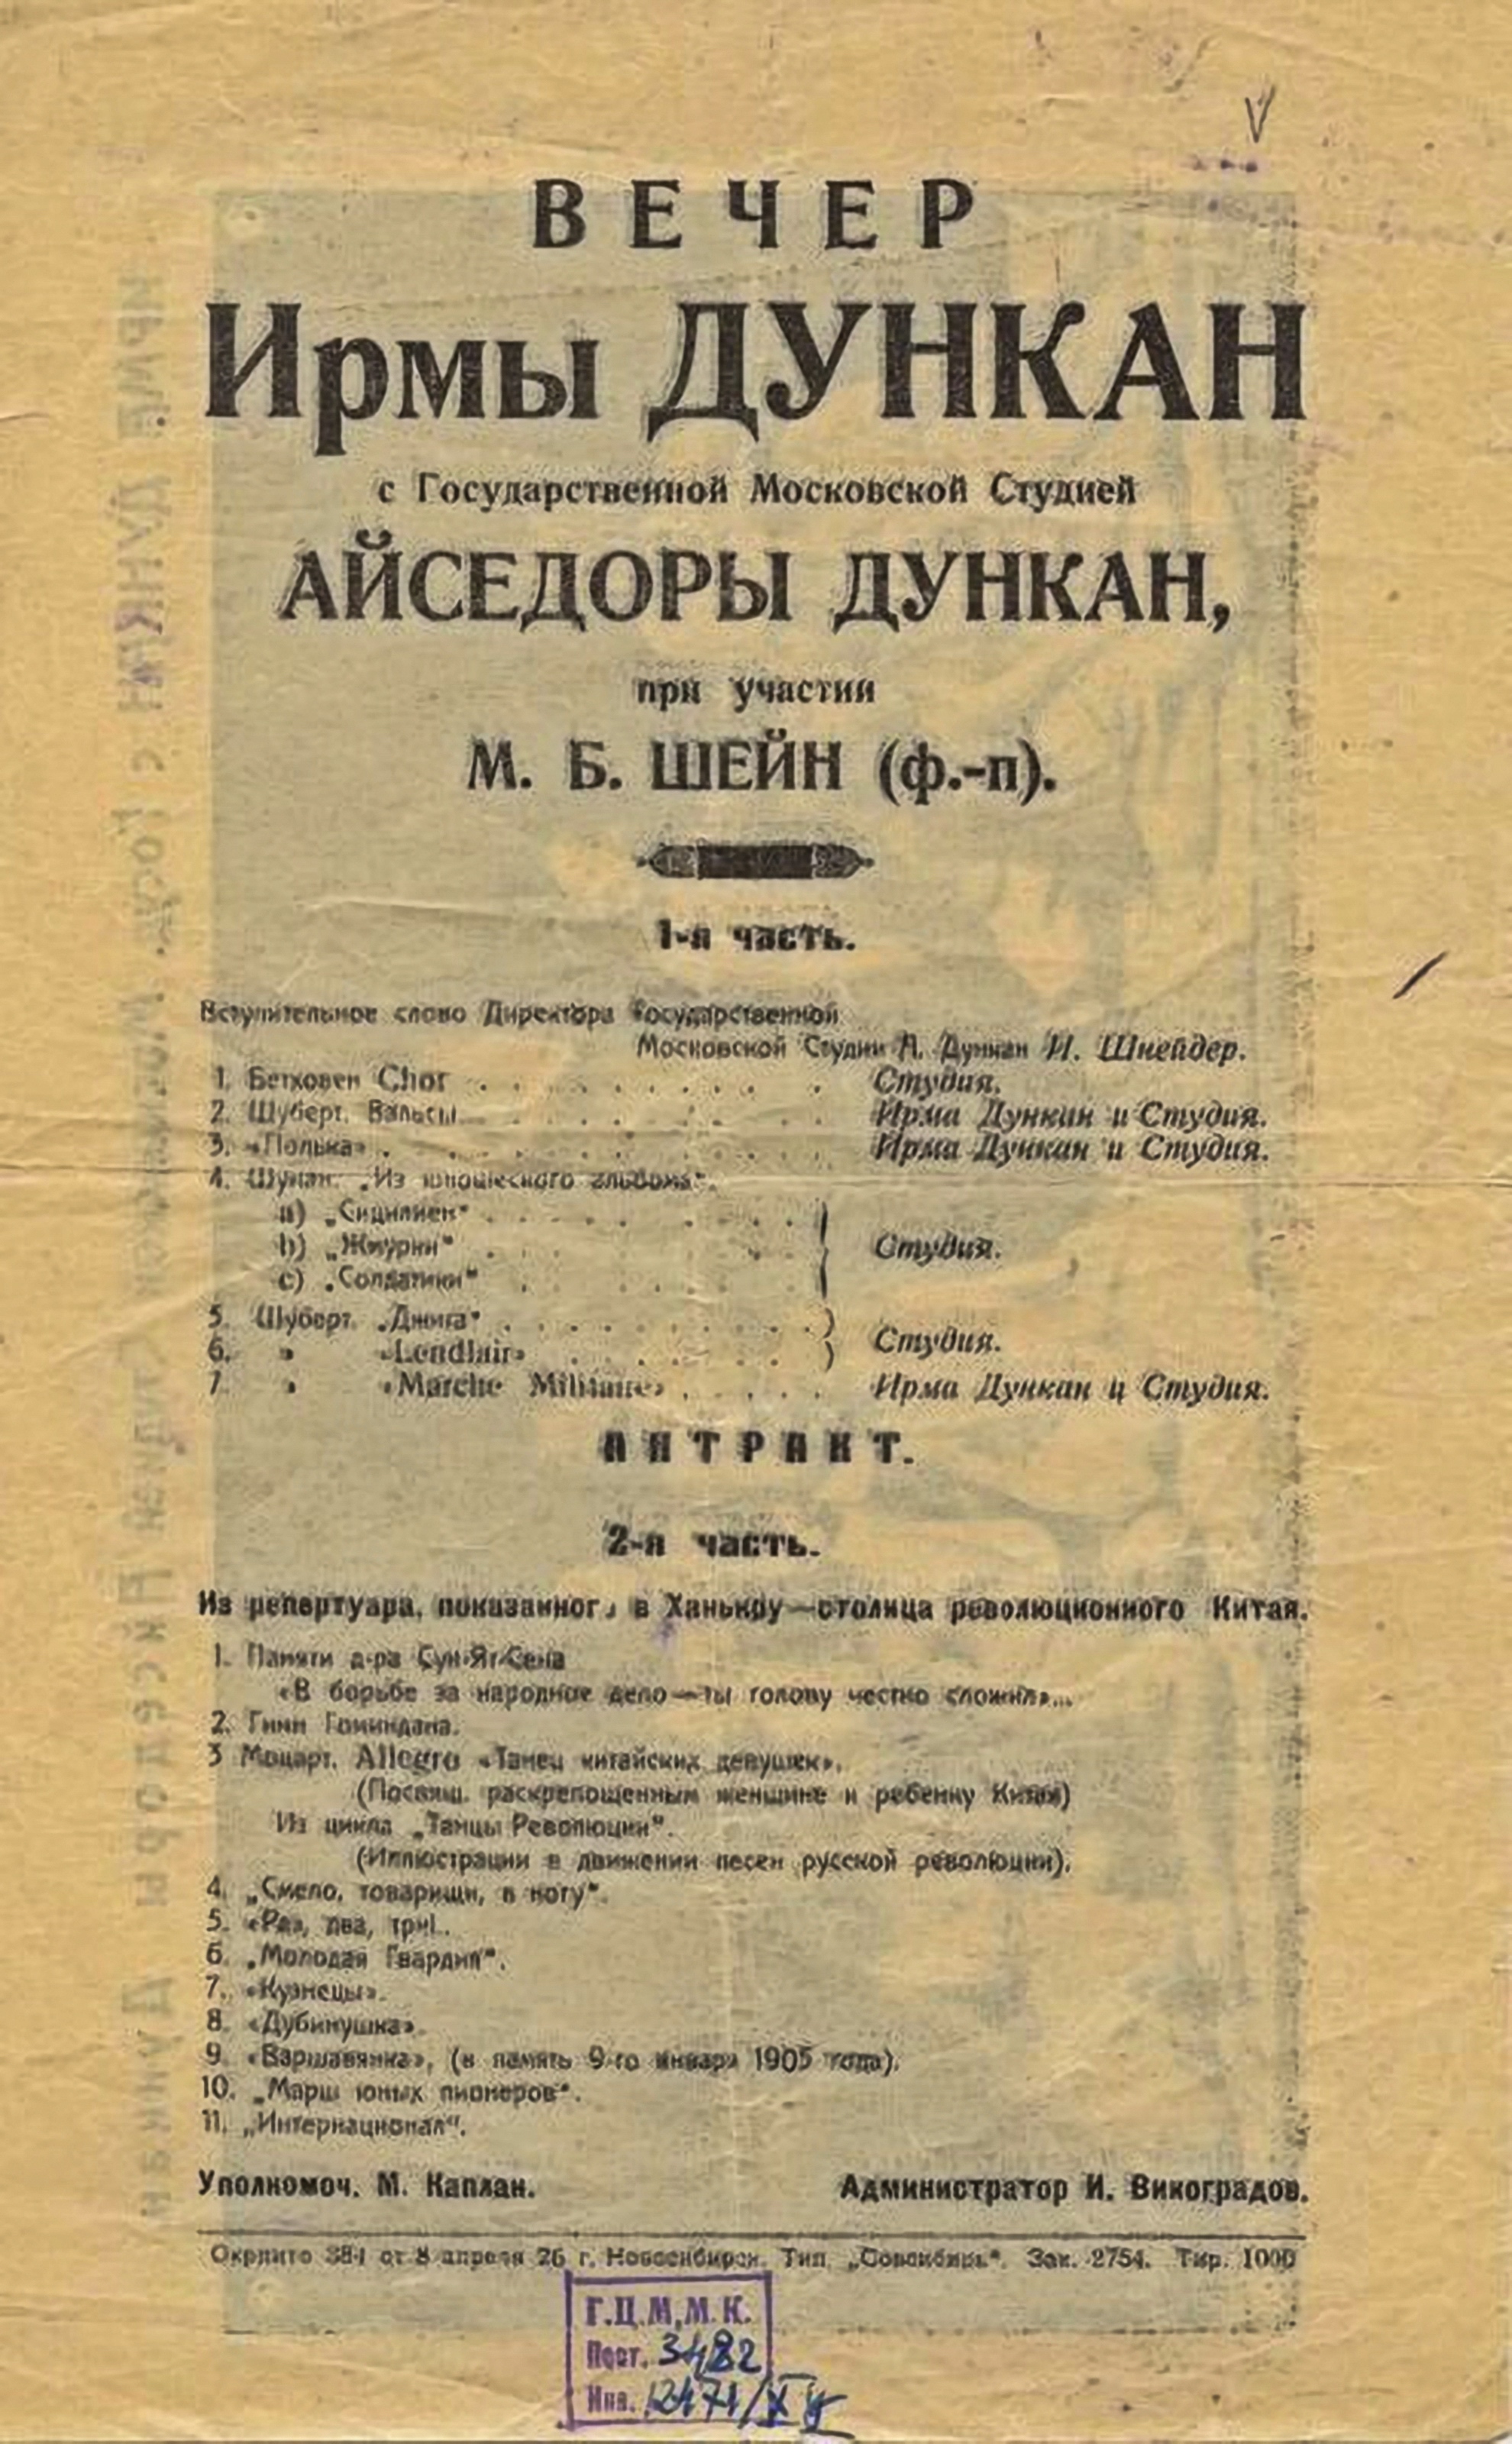 ВЕЧЕР
Ирмы ДУНКАН
с Государственной Московской Студией
АЙСЕДОРЫ ДУНКАН,
при участии
М. Б. ШЕЙН (ф.-п).
1-я часть.
Вступительное слово Директора Государственной
Московской Студии А. Дункан И. Шнейдер.
1. Бетховен Chor . . . . . . . . . Студия.
2. Шуберт. Вальсы . . . . . Ирма Дункан и Студия.
3. «Полька» . . . . . . . . . Ирма Дункан и Студия.
4. Шуман. „Из юношеского альбома“.
a) „Сицилиен“ . . . . . . . .
b) „Жмурки“ . . . . Студия.
c) „Солдатики“ . . . . .
5. Шуберт. „Джига“ . . . . . . . . . .
6. » «Lendlair» . . . . . . . Студия.
7. » «Marche Militaire» . . . . . Ирма Дункан и Студия.
АНТРАКТ.
2-я часть.
Из репертуара, показанного в Ханькоу—столица революционного Китая.
1. Памяти д-ра Сун-Ят-Сена
«В борьбе за народное дело—ты голову честно сложил»...
2. Гимн Гоминдана.
3 Моцарт. Allegro «Танец китайских девушек».
(Посвящ. раскрепощенным женщине и ребенку Китая)
Из цикла „Танцы Революции“.
(Иллюстрации в движении песен русской революции).
4. „Смело, товарищи, в ногу“.
5. «Раз, два, три!..
6. „Молодая Гвардия“.
7. «Кузнецы».
8. «Дубинушка».
9. «Варшавянка», (в память 9-го января 1905 года).
10. „Марш юных пионеров“.
11. „Интернационал“.
Уполномоч. М. Каплан. Администратор И. Виноградов.
Окрлито 384 от 8 апреля 26 г. Новосибирск. Тип. „Совсибирь“. Зак. 2754. Тир. 1000
Г.Ц.М.М.К.
Пост. 3482
Инв. 12471/XV